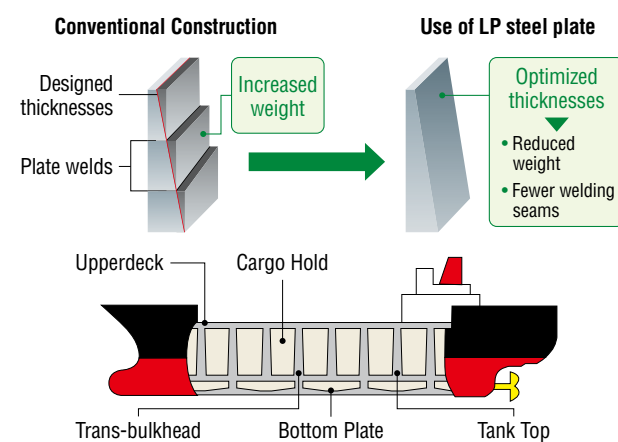 Conventional Construction
Use of LP steel plate
Designed
thicknesses
Plate welds
Increased
weight
Optimized
thicknesses
• Reduced
weight
• Fewer welding
seams
Upperdeck
Cargo Hold
Trans-bulkhead
Bottom Plate
Tank Top